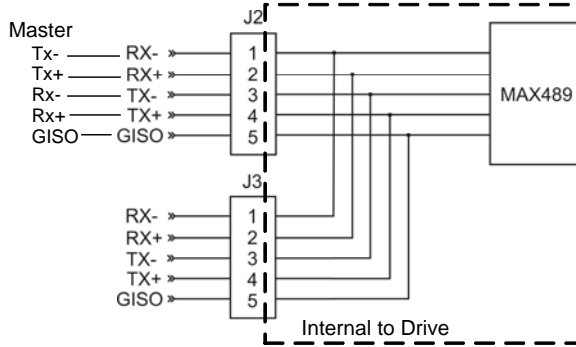 J2
Master
Tx- RX- 1
Tx+ RX+ 2
Rx- TX- 3
Rx+ TX+ 4
GISO GISO 5
MAX489
J3
RX- 1
RX+ 2
TX- 3
TX+ 4
GISO 5
Internal to Drive